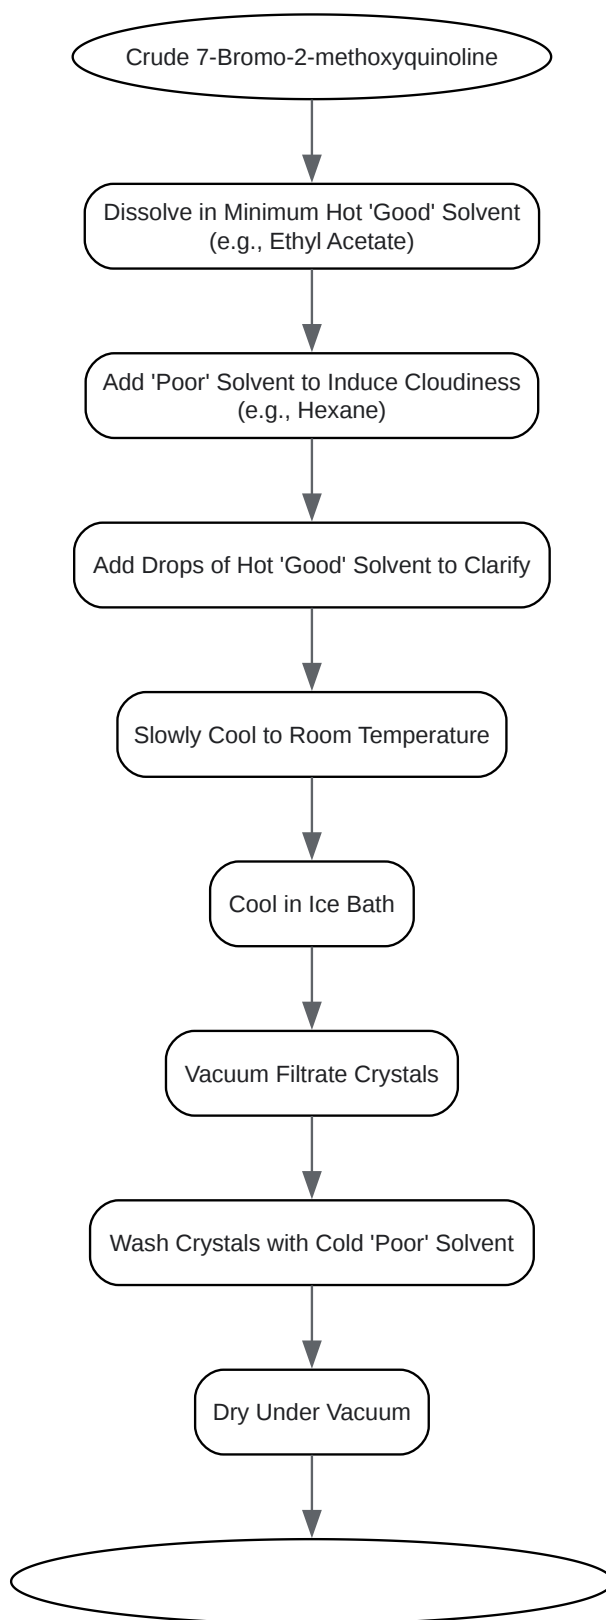 Crude 7-Bromo-2-methoxyquinoline
Dissolve in Minimum Hot 'Good' Solvent
(e.g., Ethyl Acetate)
Add 'Poor' Solvent to Induce Cloudiness
(e.g., Hexane)
Add Drops of Hot 'Good' Solvent to Clarify
Slowly Cool to Room Temperature
Cool in Ice Bath
Vacuum Filtrate Crystals
Wash Crystals with Cold 'Poor' Solvent
Dry Under Vacuum